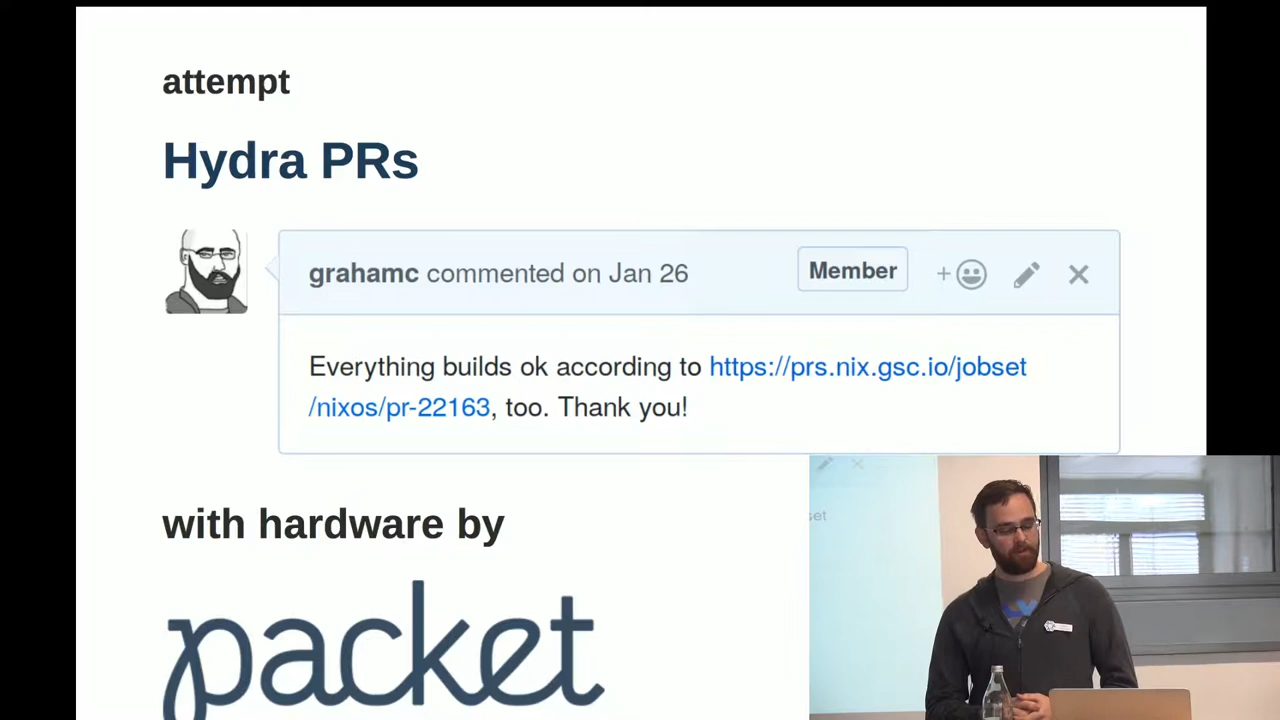 attempt
Hydra PRs
grahamc commented on Jan 26 Member +
Everything builds ok according to https://prs.nix.gsc.io/jobset
/nixos/pr-22163, too. Thank you!
with hardware by
packet
set